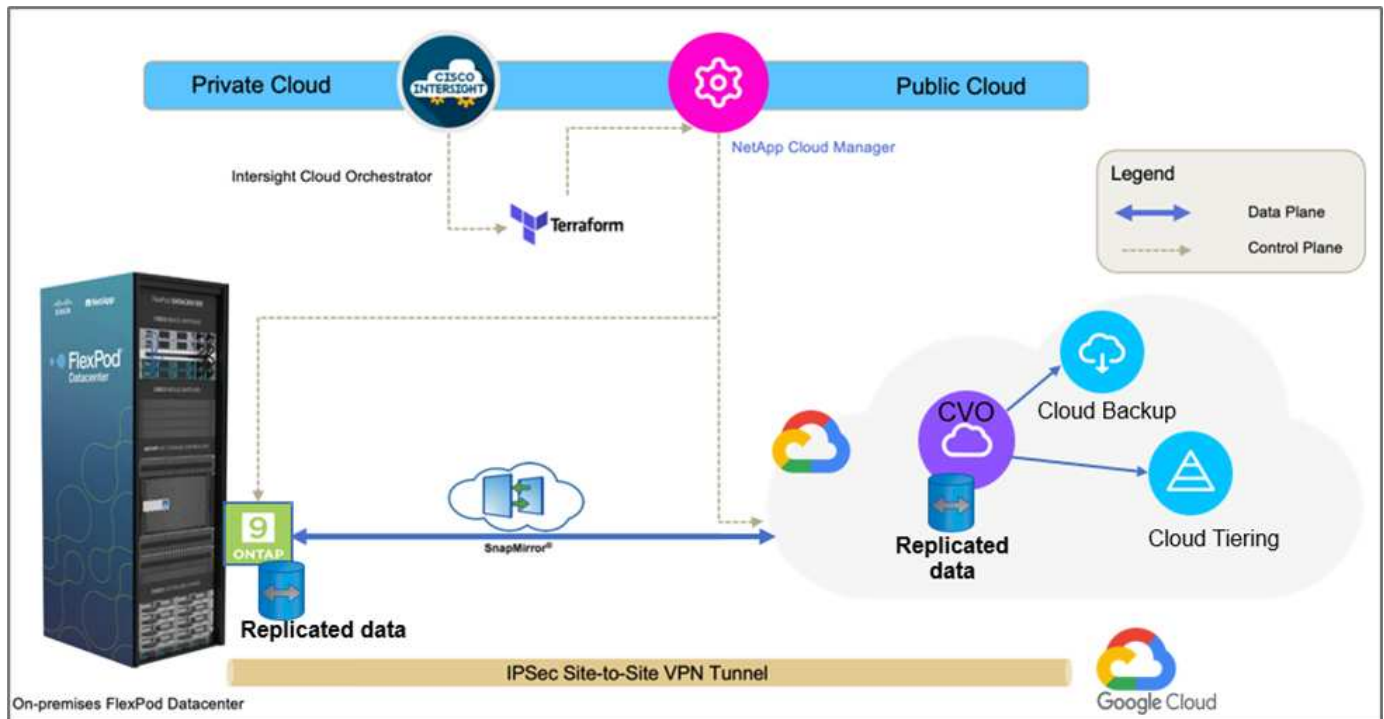 Private Cloud
CISCO
INTERSIGHT
Public Cloud
NetApp Cloud Manager
Intersight Cloud Orchestrator
Terraform
Legend
Data Plane
Control Plane
FlexPod
Datacenter
CVO
Cloud Backup
Cloud Tiering
9
ONTAP
SnapMirror®
Replicated data
Replicated
data
IPSec Site-to-Site VPN Tunnel
On-premises FlexPod Datacenter
Google Cloud